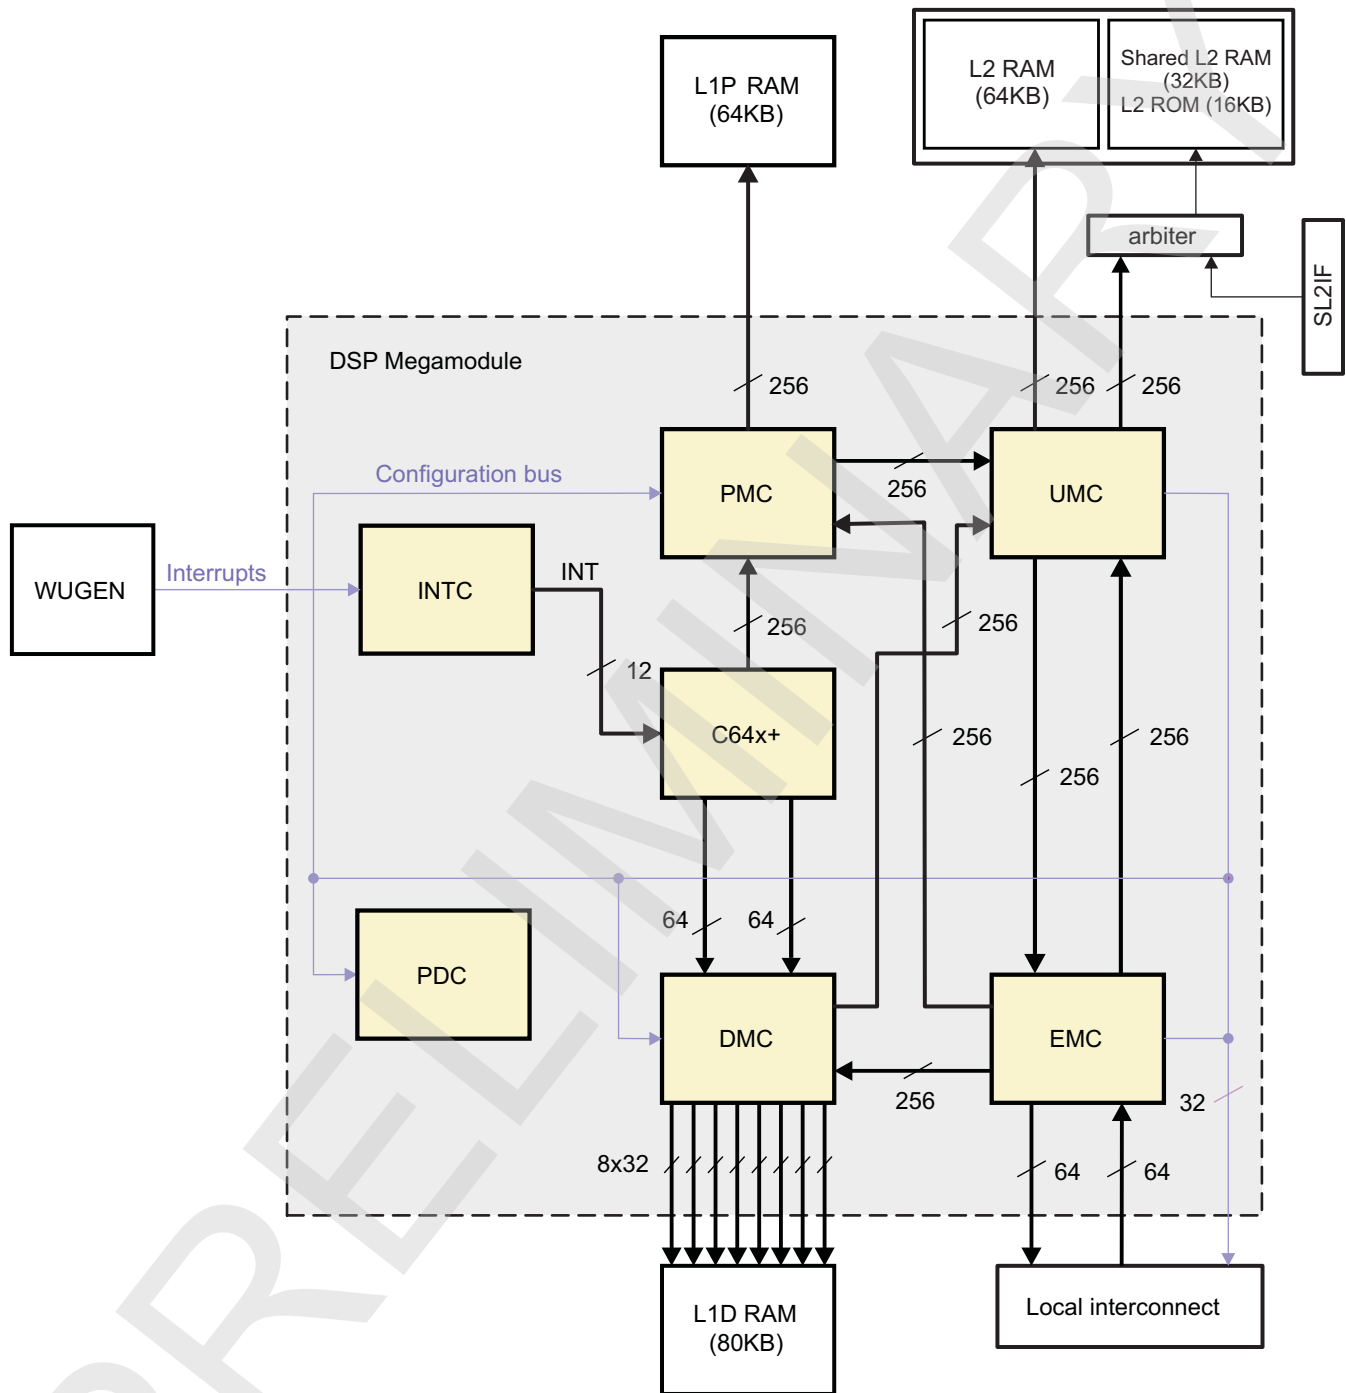 L1P RAM
(64KB)
L2 RAM
(64KB)
Shared L2 RAM
(32KB)
L2 ROM (16KB)
arbiter
SL2IF
DSP Megamodule
256
256
256
Configuration bus
PMC
256
UMC
WUGEN
Interrupts
INTC
INT
256
256
12
C64x+
256
256
256
64
64
PDC
DMC
EMC
256
32
8x32
64
64
L1D RAM
(80KB)
Local interconnect
PRELIMINARY